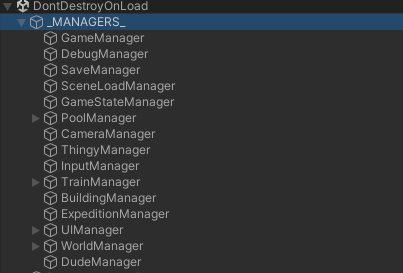 DontDestroyOnLoad
_MANAGERS_
GameManager
DebugManager
SaveManager
SceneLoadManager
GameStateManager
PoolManager
CameraManager
ThingyManager
InputManager
TrainManager
BuildingManager
ExpeditionManager
UIManager
WorldManager
DudeManager